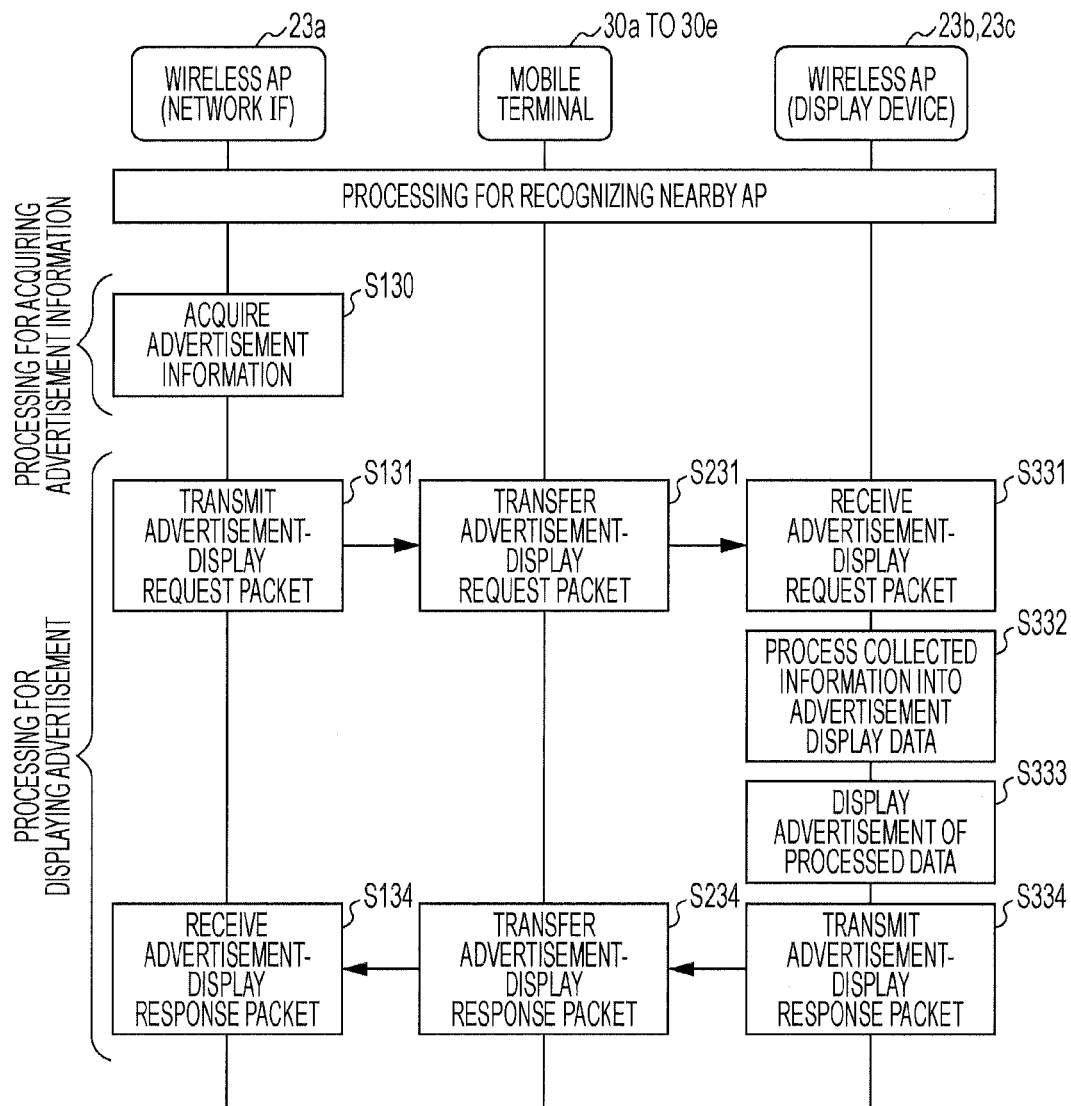 23a
30a TO 30e
23b,23c
WIRELESS AP
(NETWORK IF)
MOBILE
TERMINAL
WIRELESS AP
(DISPLAY DEVICE)
PROCESSING FOR RECOGNIZING NEARBY AP
PROCESSING FOR ACQUIRING
ADVERTISEMENT INFORMATION
S130
ACQUIRE
ADVERTISEMENT
INFORMATION
PROCESSING FOR
DISPLAYING ADVERTISEMENT
S131
TRANSMIT
ADVERTISEMENT-
DISPLAY
REQUEST PACKET
S231
TRANSFER
ADVERTISEMENT-
DISPLAY
REQUEST PACKET
S331
RECEIVE
ADVERTISEMENT-
DISPLAY
REQUEST PACKET
S332
PROCESS COLLECTED
INFORMATION INTO
ADVERTISEMENT
DISPLAY DATA
S333
DISPLAY
ADVERTISEMENT OF
PROCESSED DATA
S134
RECEIVE
ADVERTISEMENT-
DISPLAY
RESPONSE PACKET
S234
TRANSFER
ADVERTISEMENT-
DISPLAY
RESPONSE PACKET
S334
TRANSMIT
ADVERTISEMENT-
DISPLAY
RESPONSE PACKET